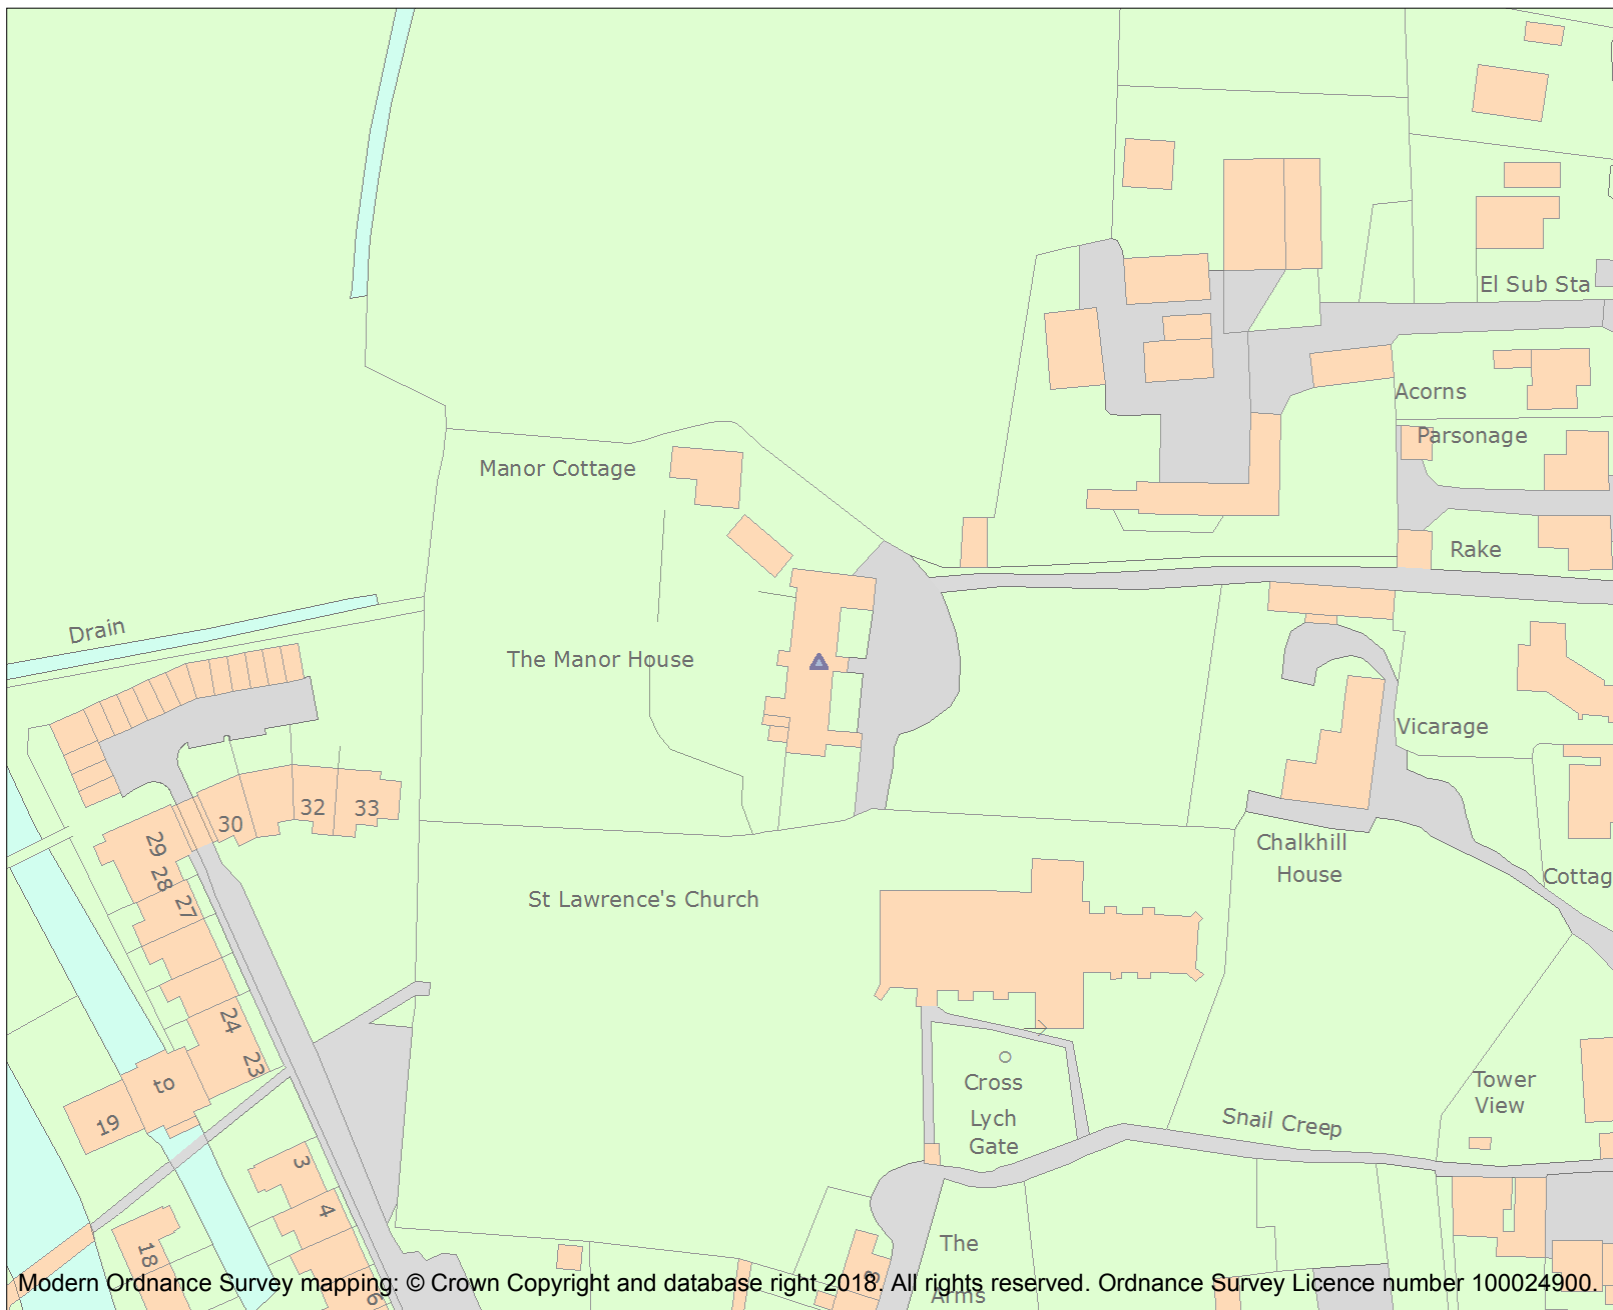 El Sub Sta
Acorns
Parsonage
Manor Cottage
Rake
Drain
The Manor House
Vicarage
30
32
33
29
28
27
Chalkhill
House
Cottag
St Lawrence's Church
24
23
to
19
Cross
Lych
Gate
Tower
View
Snail Creep
3
4
18
The
Arms
6
Modern Ordnance Survey mapping: © Crown Copyright and database right 2018. All rights reserved. Ordnance Survey Licence number 100024900.